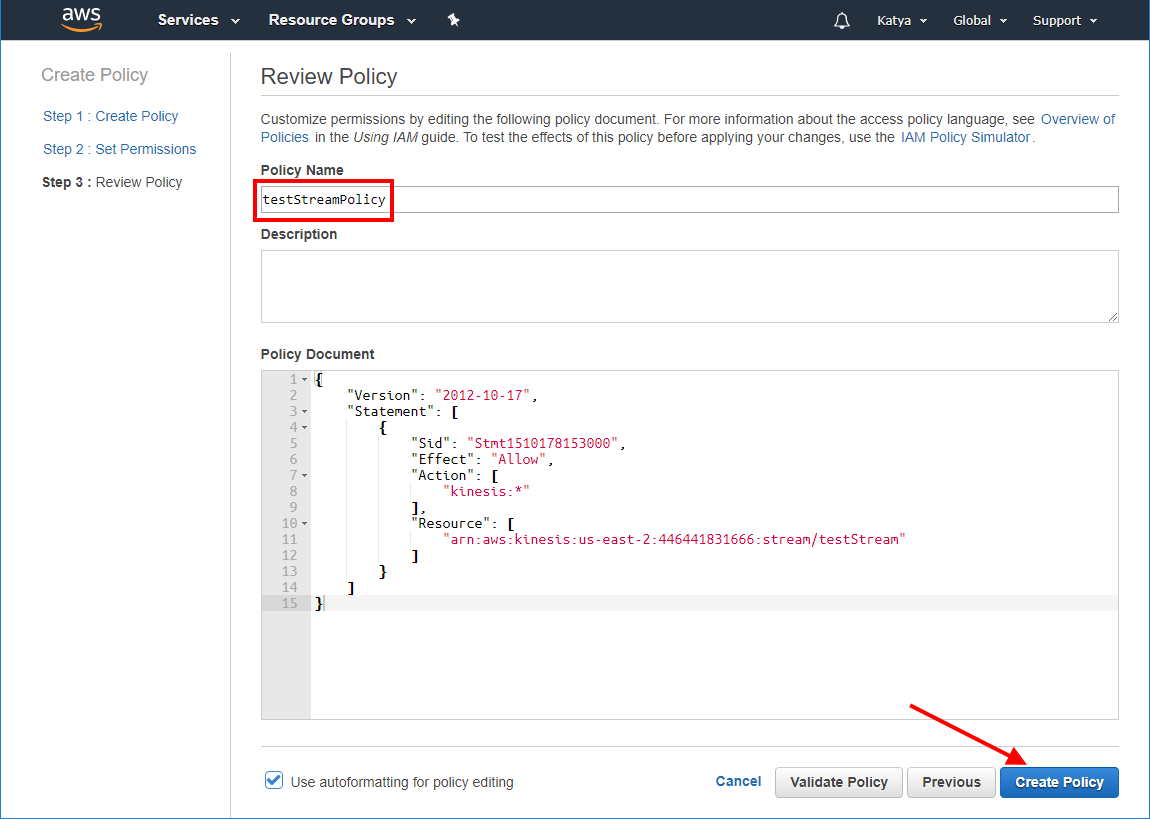 aws Services Resource Groups Katya Global Support
Create Policy
Step 1 : Create Policy
Step 2 : Set Permissions
Step 3 : Review Policy
Review Policy
Customize permissions by editing the following policy document. For more information about the access policy language, see Overview of
Policies in the Using IAM guide. To test the effects of this policy before applying your changes, use the IAM Policy Simulator .
Policy Name
testStreamPolicy
Description
Policy Document
1 {
2 "Version": "2012-10-17",
3 "Statement": [
4 {
5 "Sid": "Stmt1510178153000",
6 "Effect": "Allow",
7 "Action": [
8 "kinesis:*"
9 ],
10 "Resource": [
11 "arn:aws:kinesis:us-east-2:446441831666:stream/testStream"
12 ]
13 }
14 ]
15 }
Use autoformatting for policy editing
Cancel Validate Policy Previous Create Policy